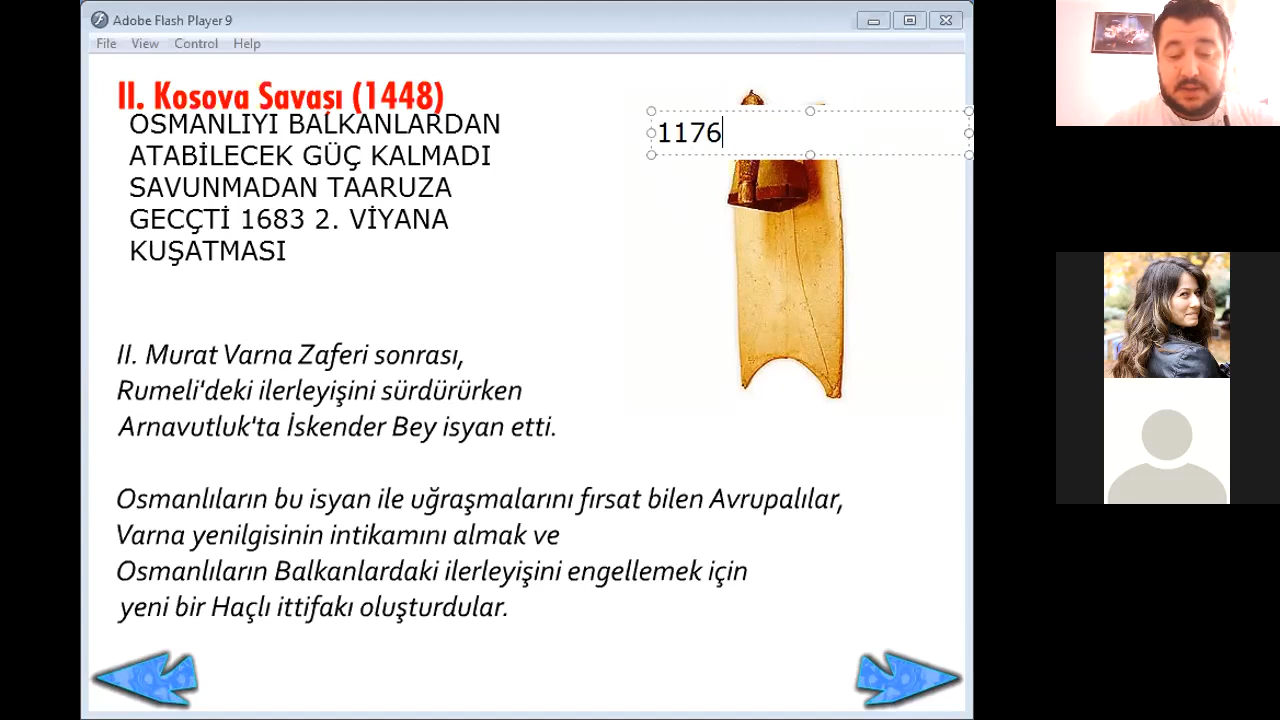 Adobe Flash Player 9
File View Control Help
II. Kosova Savaşı (1448)
OSMANLIYI BALKANLARDAN
ATABİLECEK GÜÇ KALMADI
SAVUNMADAN TAARUZA
GECÇTİ 1683 2. VİYANA
KUŞATMASI
1176
II. Murat Varna Zaferi sonrası,
Rumeli'deki ilerleyişini sürdürürken
Arnavutluk'ta İskender Bey isyan etti.
Osmanlıların bu isyan ile uğraşmalarını fırsat bilen Avrupalılar,
Varna yenilgisinin intikamını almak ve
Osmanlıların Balkanlardaki ilerleyişini engellemek için
yeni bir Haçlı ittifakı oluşturdular.